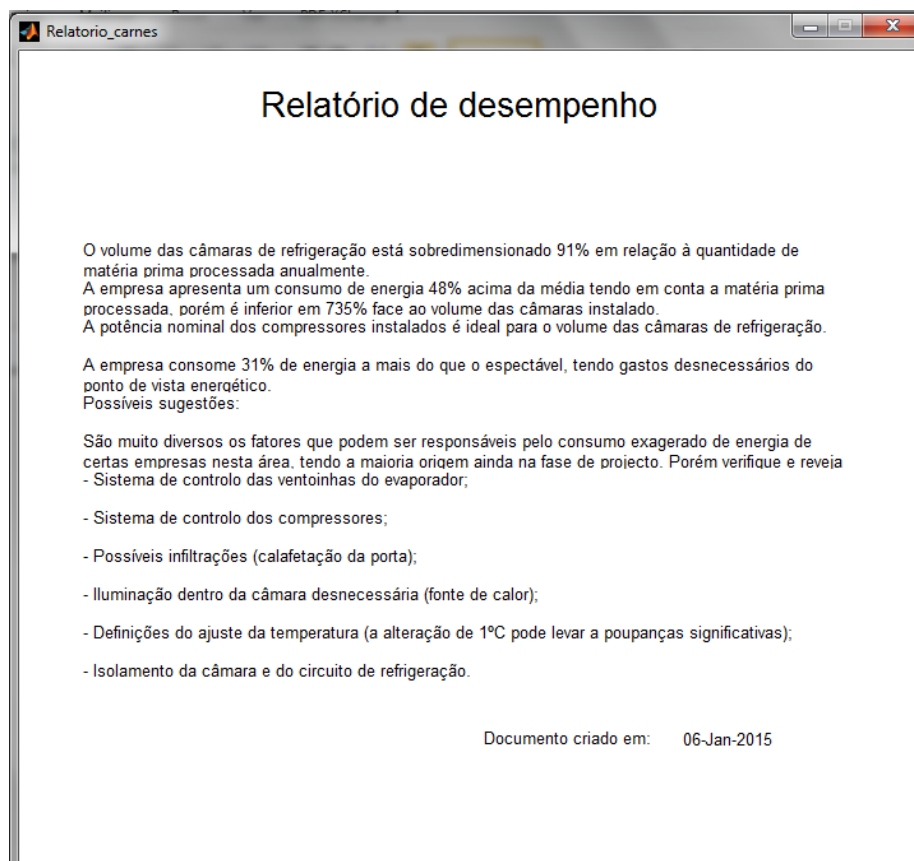 Relatorio_carnes
Relatório de desempenho
O volume das câmaras de refrigeração está sobredimensionado 91% em relação à quantidade de
matéria prima processada anualmente.
A empresa apresenta um consumo de energia 48% acima da média tendo em conta a matéria prima
processada, porém é inferior em 735% face ao volume das câmaras instalado.
A potência nominal dos compressores instalados é ideal para o volume das câmaras de refrigeração.
A empresa consome 31% de energia a mais do que o espectável, tendo gastos desnecessários do
ponto de vista energético.
Possíveis sugestões:
São muito diversos os fatores que podem ser responsáveis pelo consumo exagerado de energia de
certas empresas nesta área, tendo a maioria origem ainda na fase de projecto. Porém verifique e reveja
- Sistema de controlo das ventoinhas do evaporador;
- Sistema de controlo dos compressores;
- Possíveis infiltrações (calafetação da porta);
- Iluminação dentro da câmara desnecessária (fonte de calor);
- Definições do ajuste da temperatura (a alteração de 1ºC pode levar a poupanças significativas);
- Isolamento da câmara e do circuito de refrigeração.
Documento criado em: 06-Jan-2015